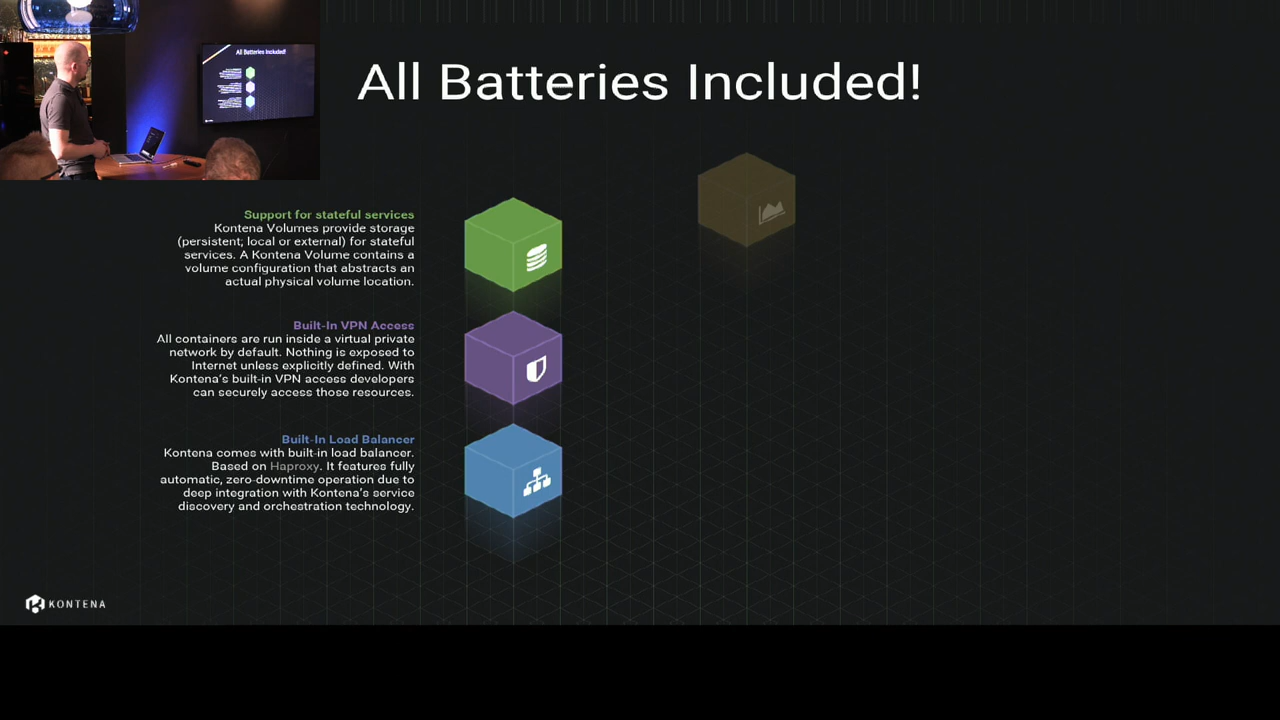 All Batteries Included!
All Batteries Included!
Support for stateful services
Kontena Volumes provide storage
(persistent; local or external) for stateful
services. A Kontena Volume contains a
volume configuration that abstracts an
actual physical volume location.
Built-In VPN Access
All containers are run inside a virtual private
network by default. Nothing is exposed to
Internet unless explicitly defined. With
Kontena's built-in VPN access developers
can securely access those resources.
Built-In Load Balancer
Kontena comes with built-in load balancer.
Based on Haproxy. It features fully
automatic, zero-downtime operation due to
deep integration with Kontena's service
discovery and orchestration technology.
KONTENA